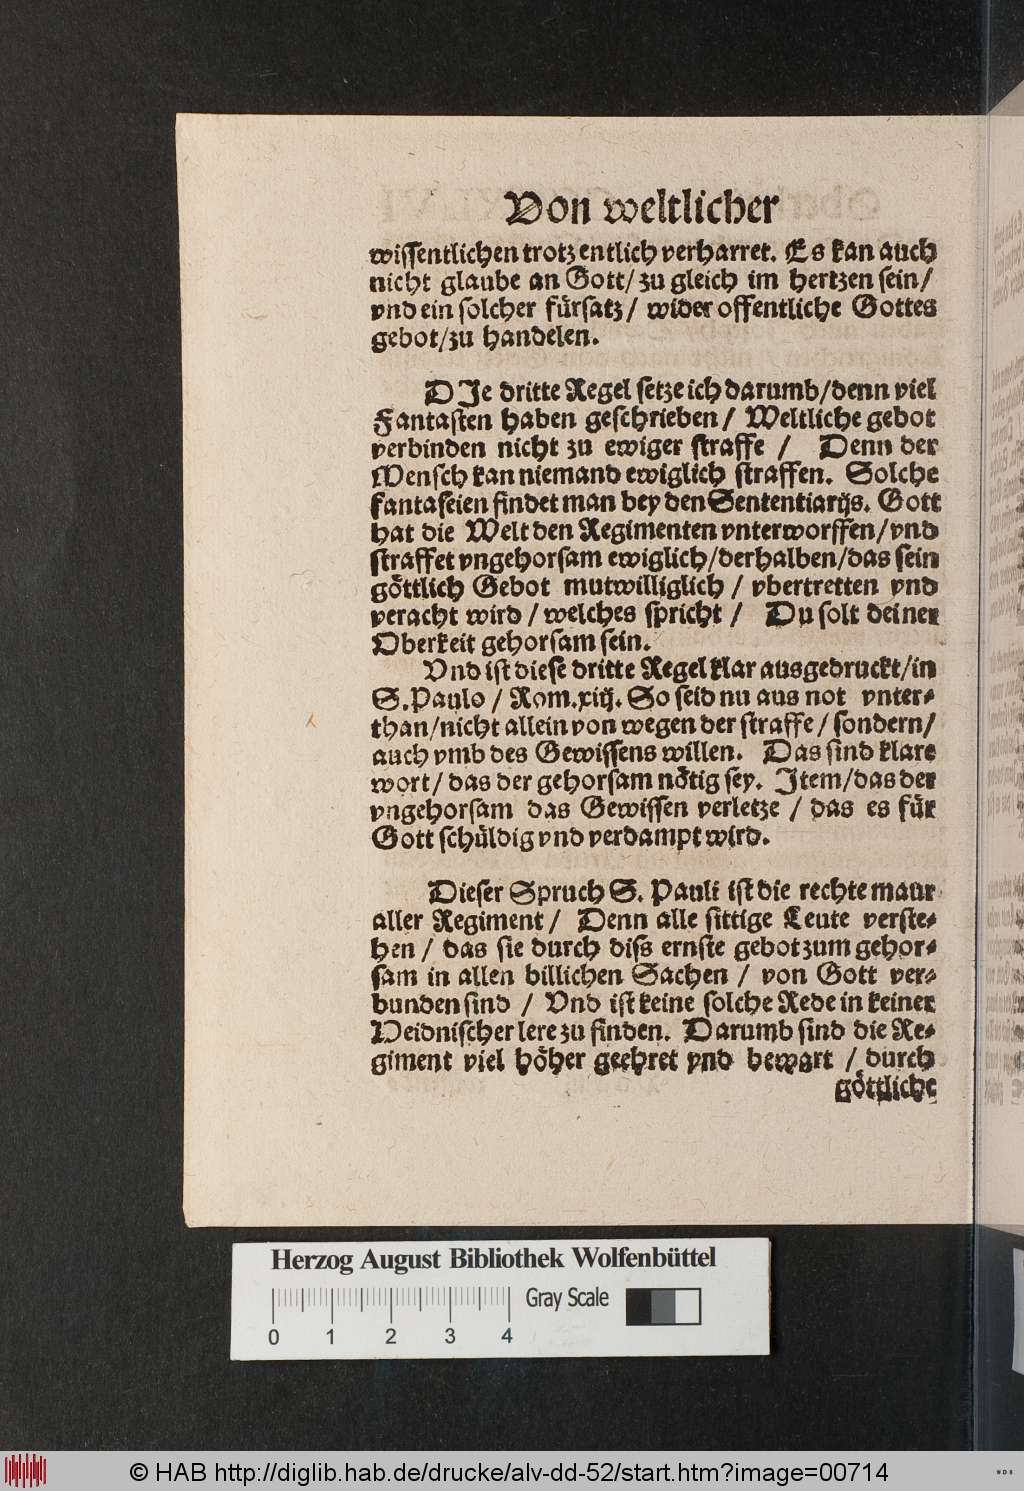 Von weltlicher
wissentlichen trotzentlich verharret. Es kan auch
nicht glaube an Gott/ zu gleich im hertzen sein/
vnd ein solcher fürsatz/ wider offentliche Gottes
gebot/zu handelen.
DIe dritte Regel setze ich darumb/denn viel
Fantasten haben geschrieben/ Weltliche gebot
verbinden nicht zu ewiger straffe / Denn der
Mensch kan niemand ewiglich straffen. Solche
fantaseien findet man bey den Sententiarijs. Gott
hat die Welt den Regimenten vnterworffen/vnd
straffet vngehorsam ewiglich/derhalben/das sein
göttlich Gebot mutwilliglich / vbertretten vnd
veracht wird / welches spricht / Du solt deiner
Oberkeit gehorsam sein.
Vnd ist diese dritte Regel klar ausgedruckt/in
S. Paulo / Rom. xiij. So seid nu aus not vnter⸗
than/nicht allein von wegen der straffe / sondern/
auch vmb des Gewissens willen. Das sind klare
wort/ das der gehorsam nötig sey. Item/das der
vngehorsam das Gewissen verletze / das es für
Gott schüldig vnd verdampt wird.
Dieser Spruch S. Pauli ist die rechte maur
aller Regiment / Denn alle sittige Leute verste⸗
hen / das sie durch diss ernste gebot zum gehor⸗
sam in allen billichen Sachen / von Gott ver⸗
bunden sind / Vnd ist keine solche Rede in keiner
Heidnischer lere zu finden. Darumb sind die Re⸗
giment viel höher geehret vnd bewart / durch
göttliche
Herzog August Bibliothek Wolfenbüttel
0 1 2 3 4 Gray Scale
© HAB http://diglib.hab.de/drucke/alv-dd-52/start.htm?image=00714